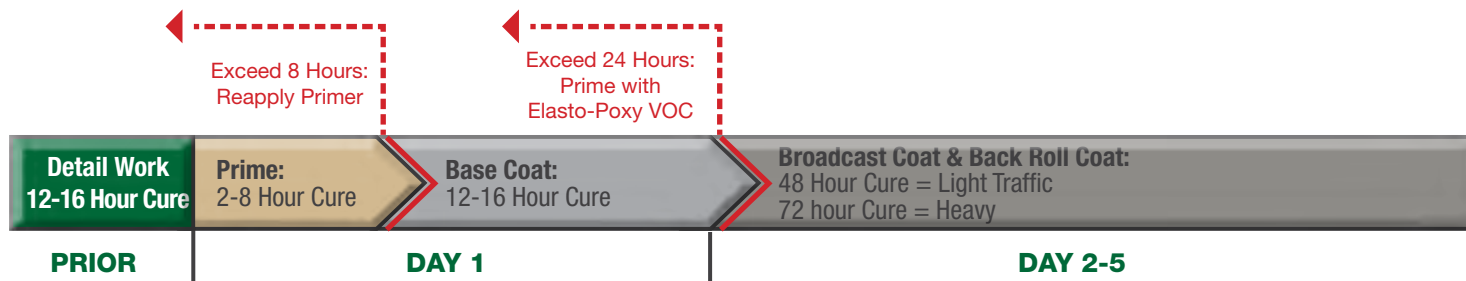 Exceed 8 Hours:
Reapply Primer
Exceed 24 Hours:
Prime with
Elasto-Poxy VOC
Detail Work
12-16 Hour Cure
Prime:
2-8 Hour Cure
Base Coat:
12-16 Hour Cure
Broadcast Coat & Back Roll Coat:
48 Hour Cure = Light Traffic
72 hour Cure = Heavy
PRIOR
DAY 1
DAY 2-5